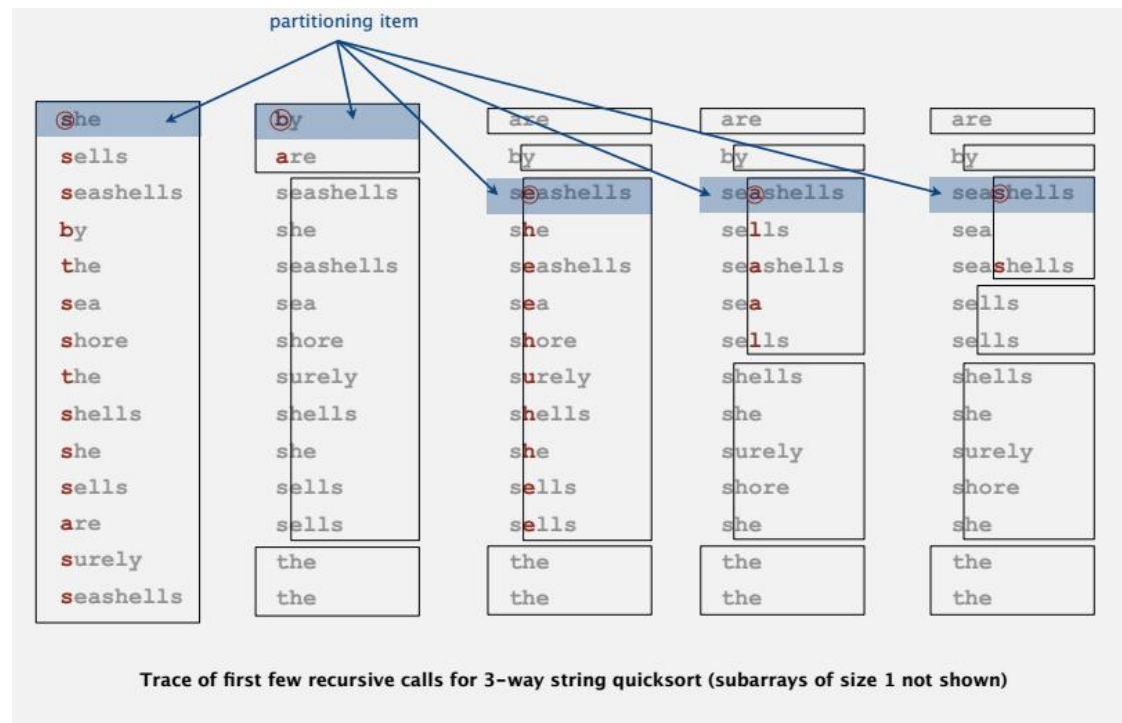 partitioning item
she by are are are
sells are by by by
seashells seashells seashells seashells seashells
by she she sells sea
the seashells seashells seashells seashells
sea sea sea sea sells
shore shore shore sells sells
the surely surely shells shells
shells shells shells she she
she she she surely surely
sells sells sells shore shore
are sells sells she she
surely the the the the
seashells the the the the
Trace of first few recursive calls for 3-way string quicksort (subarrays of size 1 not shown)